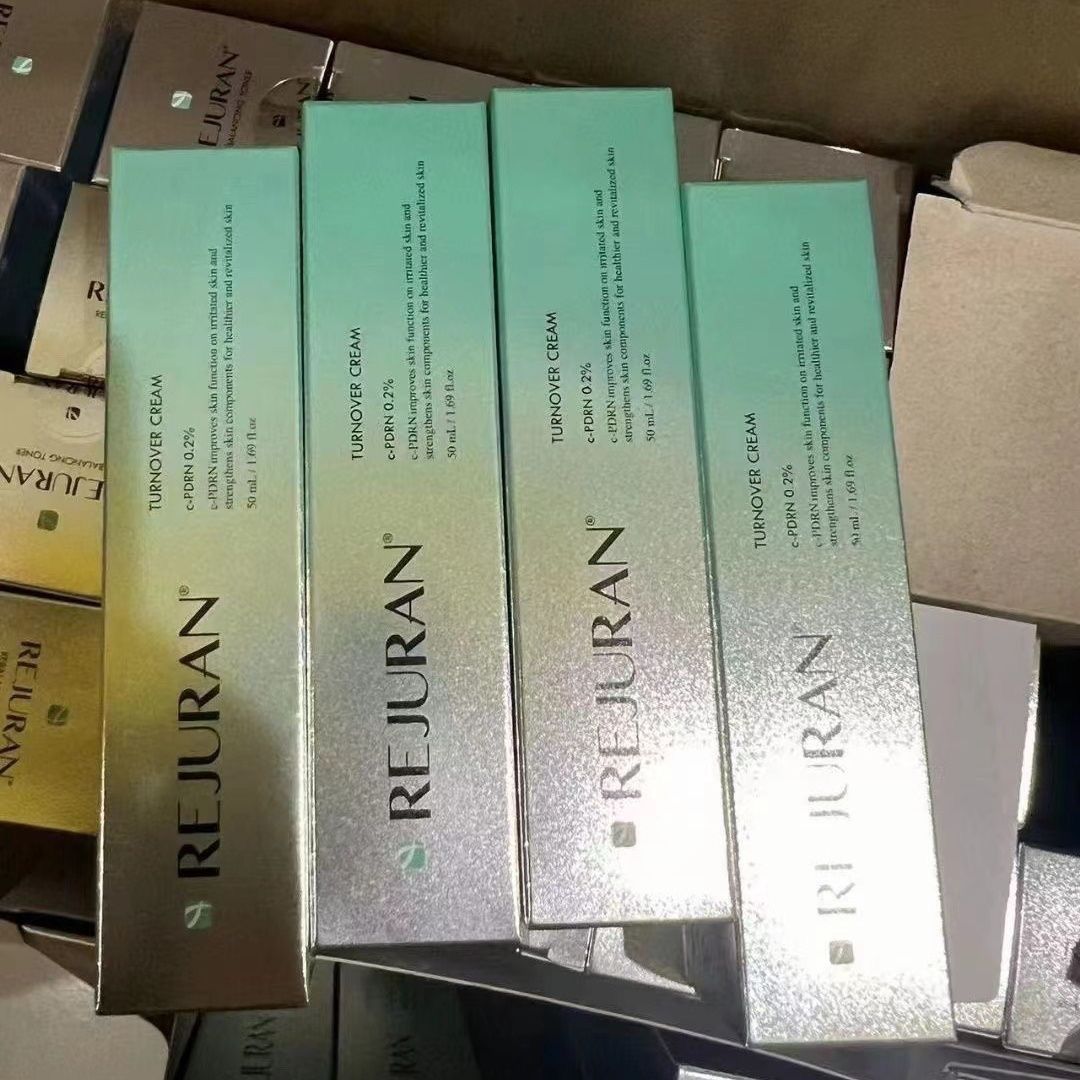 REJURAN®
TURNOVER CREAM
c-PDRN 0.2%
c-PDRN improves skin function on irritated skin and
strengthens skin components for healthier and revitalized skin
50 mL / 1.69 fl.oz
REJURAN®
TURNOVER CREAM
c-PDRN 0.2%
c-PDRN improves skin function on irritated skin and
strengthens skin components for healthier and revitalized skin
50 mL / 1.69 fl.oz
REJURAN®
TURNOVER CREAM
c-PDRN 0.2%
c-PDRN improves skin function on irritated skin and
strengthens skin components for healthier and revitalized skin
50 mL / 1.69 fl.oz
REJURAN
TURNOVER CREAM
c-PDRN 0.2%
c-PDRN improves skin function on irritated skin and
strengthens skin components for healthier and revitalized skin
50 mL / 1.69 fl.oz
EJURAN
BALANCING TONER
EJURAN
BALANCING TONER
REJURAN
JURAN